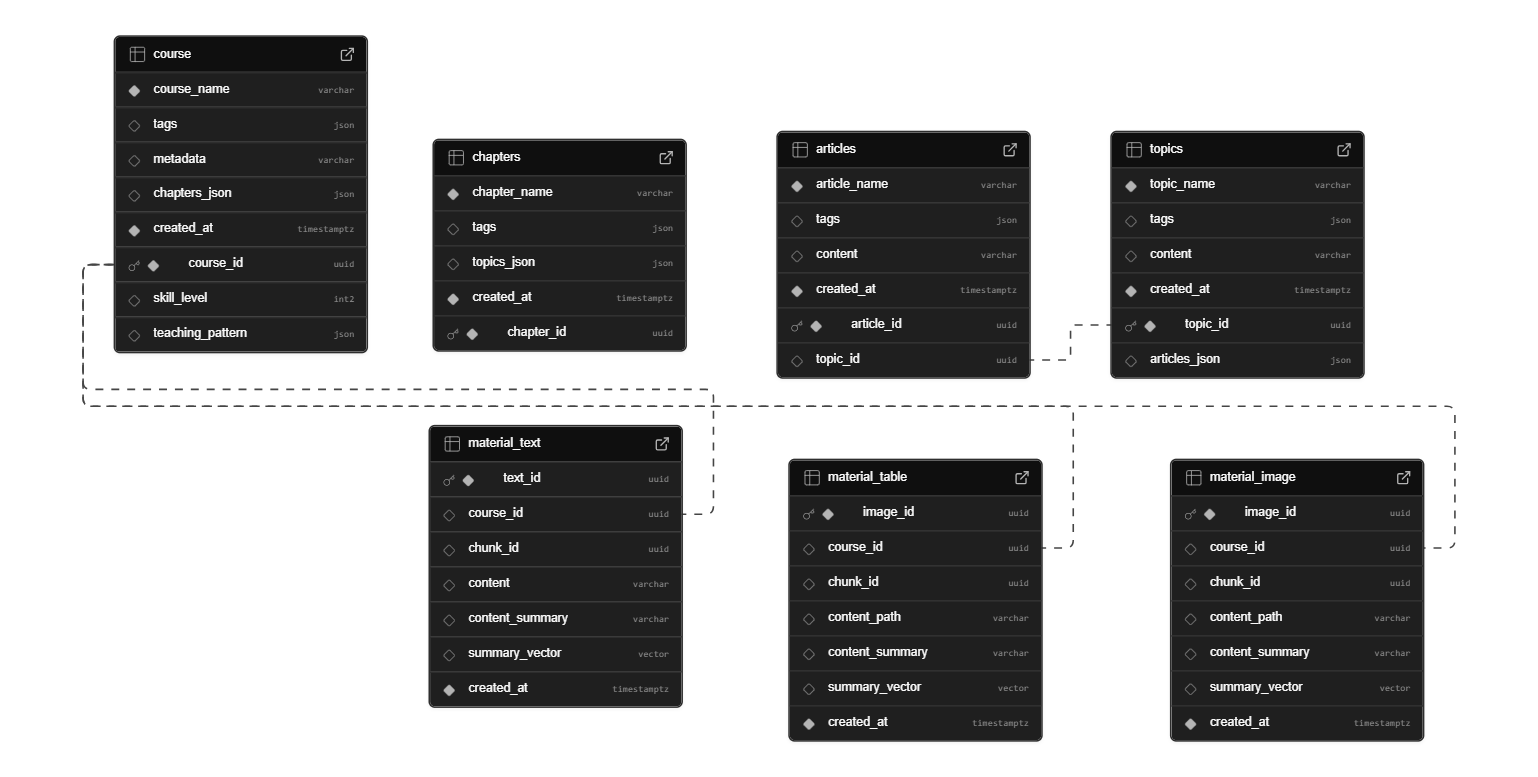 course
course_name varchar
tags json
metadata varchar
chapters_json json
created_at timestamptz
course_id uuid
skill_level int2
teaching_pattern json
chapters
chapter_name varchar
tags json
topics_json json
created_at timestamptz
chapter_id uuid
articles
article_name varchar
tags json
content varchar
created_at timestamptz
article_id uuid
topic_id uuid
topics
topic_name varchar
tags json
content varchar
created_at timestamptz
topic_id uuid
articles_json json
material_text
text_id uuid
course_id uuid
chunk_id uuid
content varchar
content_summary varchar
summary_vector vector
created_at timestamptz
material_table
image_id uuid
course_id uuid
chunk_id uuid
content_path varchar
content_summary varchar
summary_vector vector
created_at timestamptz
material_image
image_id uuid
course_id uuid
chunk_id uuid
content_path varchar
content_summary varchar
summary_vector vector
created_at timestamptz